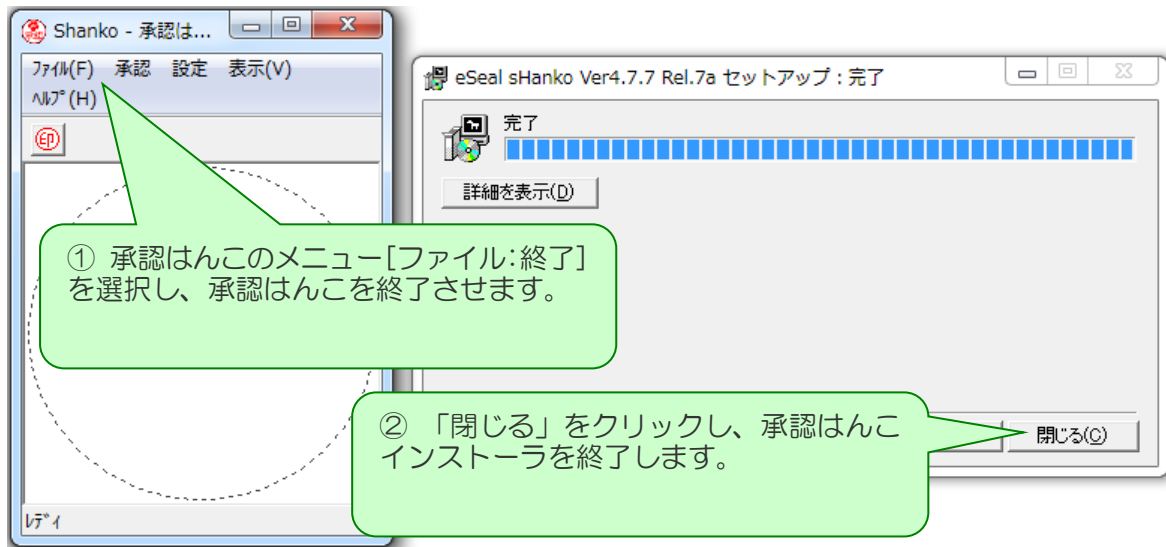 Shanko - 承認は...
ﾌｧｲﾙ(F) 承認 設定 表示(V)
ﾍﾙﾌﾟ(H)
印
① 承認はんこのメニュー[ファイル:終了]
を選択し、承認はんこを終了させます。
ﾚﾃﾞｨ
eSeal sHanko Ver4.7.7 Rel.7a セットアップ : 完了
完了
詳細を表示(D)
② 「閉じる」をクリックし、承認はんこ
インストーラを終了します。
閉じる(C)